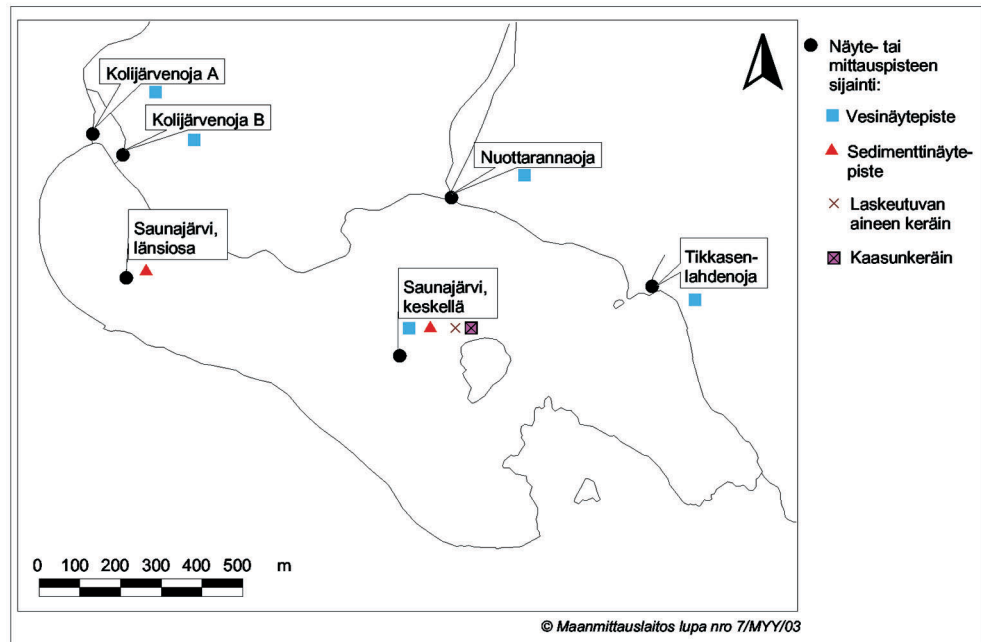 Kolijärvenoja A
Kolijärvenoja B
Nuottarannaoja
Saunajärvi,
länsiosa
Saunajärvi,
keskellä
Tikkasen-
lahdenoja
0 100 200 300 400 500 m
© Maanmittauslaitos lupa nro 7/MYY/03
Näyte- tai
mittauspisteen
sijainti:
Vesinäytepiste
Sedimenttinäyte-
piste
Laskeutuvan
aineen keräin
Kaasunkeräin